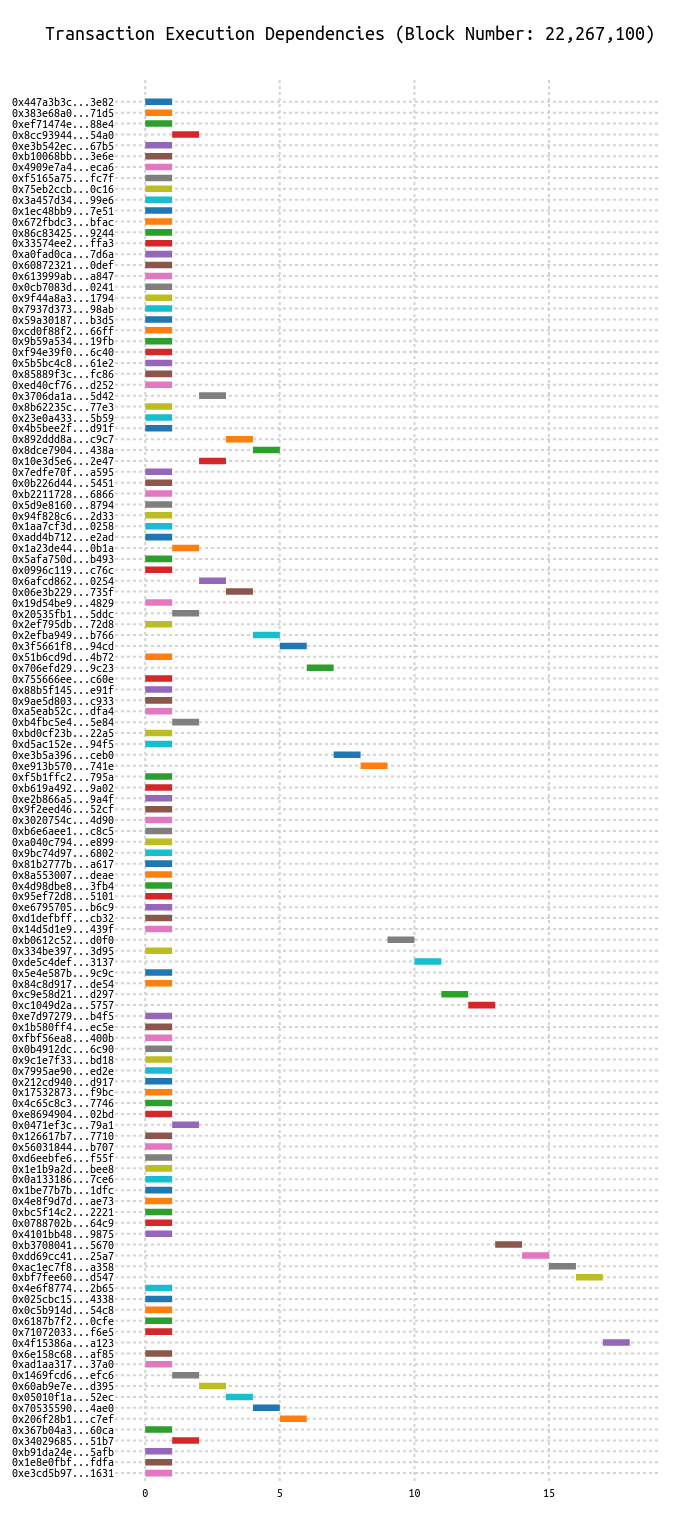 Transaction Execution Dependencies (Block Number: 22,267,100)
0x447a3b3c...3e82
0x383e68a0...71d5
0xef71474e...88e4
0x8cc93944...54a0
0xe3b542ec...67b5
0xb10068bb...3e6e
0x4909e7a4...eca6
0xf5165a75...fc7f
0x75eb2ccb...0c16
0x3a457d34...99e6
0x1ec48bb9...7e51
0x672fbdc3...bfac
0x86c83425...9244
0x33574ee2...ffa3
0xa0fad0ca...7d6a
0x60872321...0def
0x613999ab...a847
0x0cb7083d...0241
0x9f44a8a3...1794
0x7937d373...98ab
0x59a30187...b3d5
0xcd0f88f2...66ff
0x9b59a534...19fb
0xf94e39f0...6c40
0x5b5bc4c8...61e2
0x85889f3c...fc86
0xed40cf76...d252
0x3706da1a...5d42
0x8b62235c...77e3
0x23e0a433...5b59
0x4b5bee2f...d91f
0x892ddd8a...c9c7
0x8dce7904...438a
0x10e3d5e6...2e47
0x7edfe70f...a595
0x0b226d44...5451
0xb2211728...6866
0x5d9e8160...8794
0x94f828c6...2d33
0x1aa7cf3d...0258
0xadd4b712...e2ad
0x1a23de44...0b1a
0x5afa750d...b493
0x0996c119...c76c
0x6afcd862...0254
0x06e3b229...735f
0x19d54be9...4829
0x20535fb1...5ddc
0x2ef795db...72d8
0x2efba949...b766
0x3f5661f8...94cd
0x51b6cd9d...4b72
0x706efd29...9c23
0x755666ee...c60e
0x88b5f145...e91f
0x9ae5d803...c933
0xa5eab52c...dfa4
0xb4fbc5e4...5e84
0xbd0cf23b...22a5
0xd5ac152e...94f5
0xe3b5a396...ceb0
0xe913b570...741e
0xf5b1ffc2...795a
0xb619a492...9a02
0xe2b866a5...9a4f
0x9f2eed46...52cf
0x3020754c...4d90
0xb6e6aee1...c8c5
0xa040c794...e899
0x9bc74d97...6802
0x81b2777b...a617
0x8a553007...deae
0x4d98dbe8...3fb4
0x95ef72d8...5101
0xe6795705...b6c9
0xd1defbff...cb32
0x14d5d1e9...439f
0xb0612c52...d0f0
0x334be397...3d95
0xde5c4def...3137
0x5e4e587b...9c9c
0x84c8d917...de54
0xc9e58d21...d297
0xc1049d2a...5757
0xe7d97279...b4f5
0x1b580ff4...ec5e
0xfbf56ea8...400b
0x0b4912dc...6c90
0x9c1e7f33...bd18
0x7995ae90...ed2e
0x212cd940...d917
0x17532873...f9bc
0x4c65c8c3...7746
0xe8694904...02bd
0x0471ef3c...79a1
0x126617b7...7710
0x56031844...b707
0xd6eebfe6...f55f
0x1e1b9a2d...bee8
0x0a133186...7ce6
0x1be77b7b...1dfc
0x4e8f9d7d...ae73
0xbc5f14c2...2221
0x0788702b...64c9
0x4101bb48...9875
0xb3708041...5670
0xdd69cc41...25a7
0xac1ec7f8...a358
0xbf7fee60...d547
0x4e6f8774...2b65
0x025cbc15...4338
0x0c5b914d...54c8
0x6187b7f2...0cfe
0x71072033...f6e5
0x4f15386a...a123
0x6e158c68...af85
0xad1aa317...37a0
0x1469fcd6...efc6
0x60ab9e7e...d395
0x05010f1a...52ec
0x70535590...4ae0
0x206f28b1...c7ef
0x367b04a3...60ca
0x34029685...51b7
0xb91da24e...5afb
0x1e8e0fbf...fdfa
0xe3cd5b97...1631
0 5 10 15